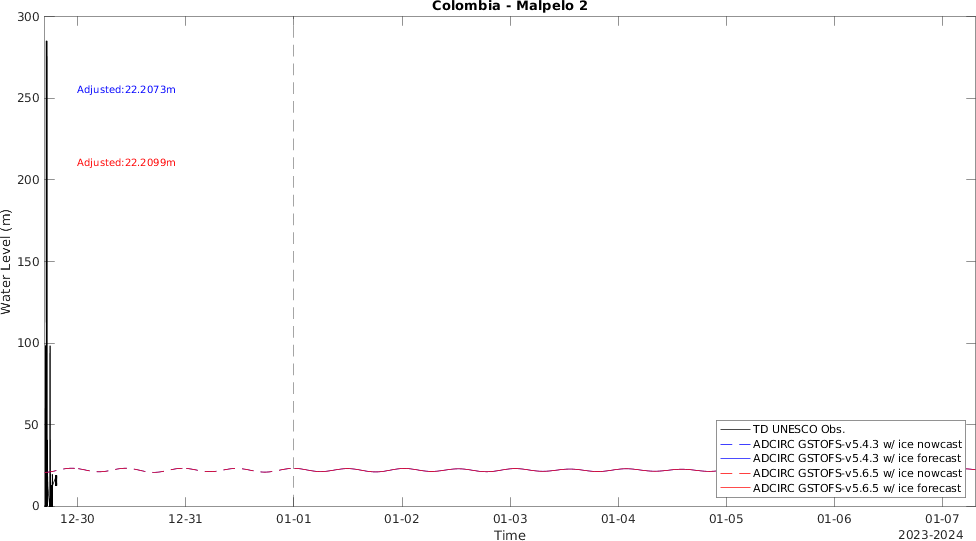 Colombia - Malpelo 2
300
250
200
150
100
50
0
Water Level (m)
Adjusted:22.2073m
Adjusted:22.2099m
TD UNESCO Obs.
ADCIRC GSTOFS-v5.4.3 w/ ice nowcast
ADCIRC GSTOFS-v5.4.3 w/ ice forecast
ADCIRC GSTOFS-v5.6.5 w/ ice nowcast
ADCIRC GSTOFS-v5.6.5 w/ ice forecast
12-30 12-31 01-01 01-02 01-03 01-04 01-05 01-06 01-07
Time
2023-2024